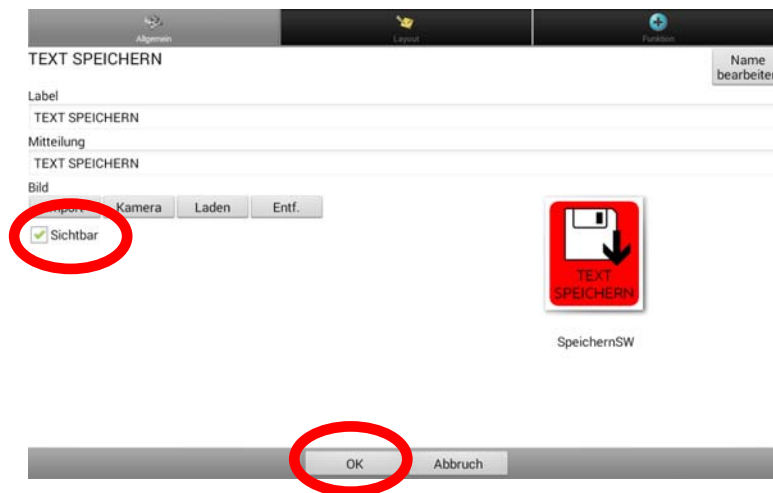 Allgemein
Layout
Funktion
TEXT SPEICHERN
Name
bearbeiten
Label
TEXT SPEICHERN
Mitteilung
TEXT SPEICHERN
Bild
Import
Kamera
Laden
Entf.
Sichtbar
TEXT
SPEICHERN
SpeichernSW
OK
Abbruch